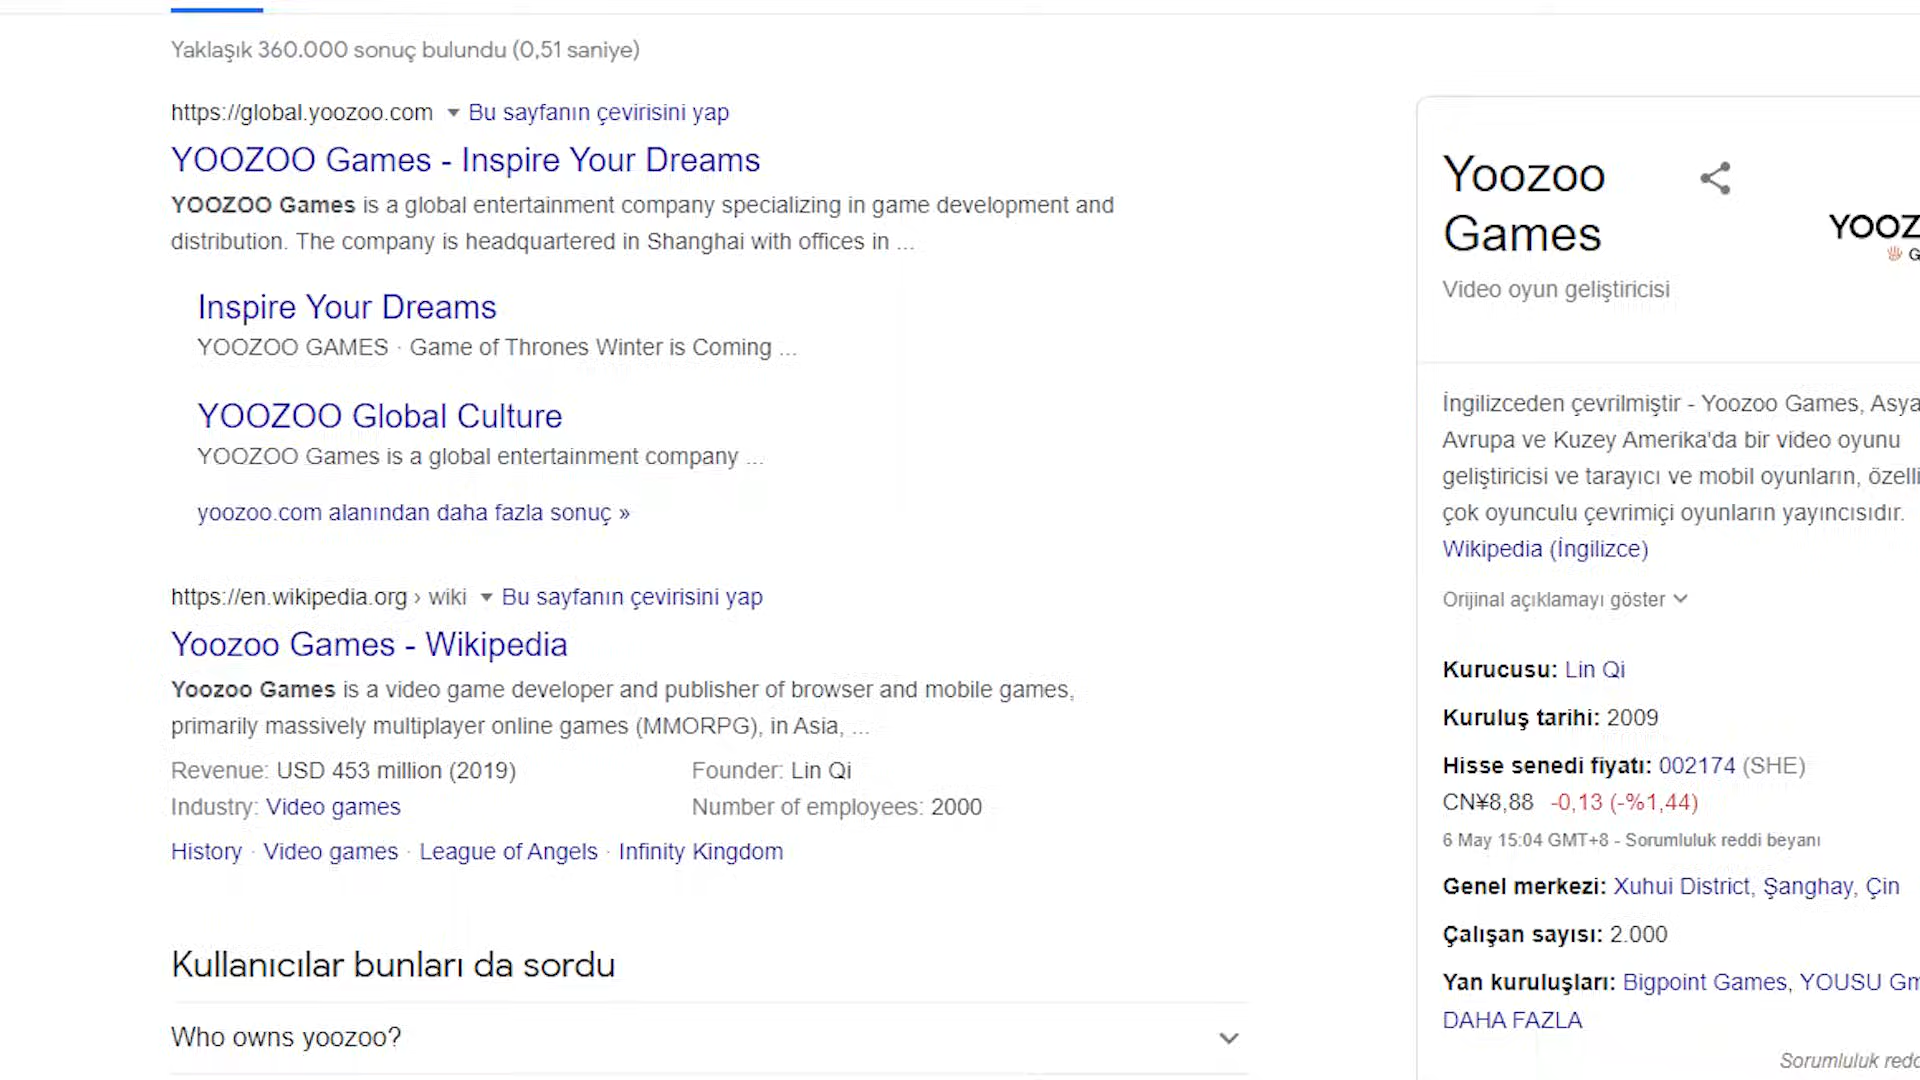 Yaklaşık 360.000 sonuç bulundu (0,51 saniye)
https://global.yoozoo.com Bu sayfanın çevirisini yap
YOOZOO Games - Inspire Your Dreams
YOOZOO Games is a global entertainment company specializing in game development and
distribution. The company is headquartered in Shanghai with offices in ...
Inspire Your Dreams
YOOZOO GAMES · Game of Thrones Winter is Coming ...
YOOZOO Global Culture
YOOZOO Games is a global entertainment company ...
yoozoo.com alanından daha fazla sonuç »
https://en.wikipedia.org › wiki Bu sayfanın çevirisini yap
Yoozoo Games - Wikipedia
Yoozoo Games is a video game developer and publisher of browser and mobile games,
primarily massively multiplayer online games (MMORPG), in Asia, ...
Revenue: USD 453 million (2019) Founder: Lin Qi
Industry: Video games Number of employees: 2000
History · Video games · League of Angels · Infinity Kingdom
Kullanıcılar bunları da sordu
Who owns yoozoo?
Yoozoo
Games
YOOZ
G
Video oyun geliştiricisi
İngilizceden çevrilmiştir - Yoozoo Games, Asya
Avrupa ve Kuzey Amerika'da bir video oyunu
geliştiricisi ve tarayıcı ve mobil oyunların, özelli
çok oyunculu çevrimiçi oyunların yayıncısıdır.
Wikipedia (İngilizce)
Orijinal açıklamayı göster
Kurucusu: Lin Qi
Kuruluş tarihi: 2009
Hisse senedi fiyatı: 002174 (SHE)
CN¥8,88 -0,13 (-%1,44)
6 May 15:04 GMT+8 - Sorumluluk reddi beyanı
Genel merkezi: Xuhui District, Şanghay, Çin
Çalışan sayısı: 2.000
Yan kuruluşları: Bigpoint Games, YOUSU Gm
DAHA FAZLA
Sorumluluk redd